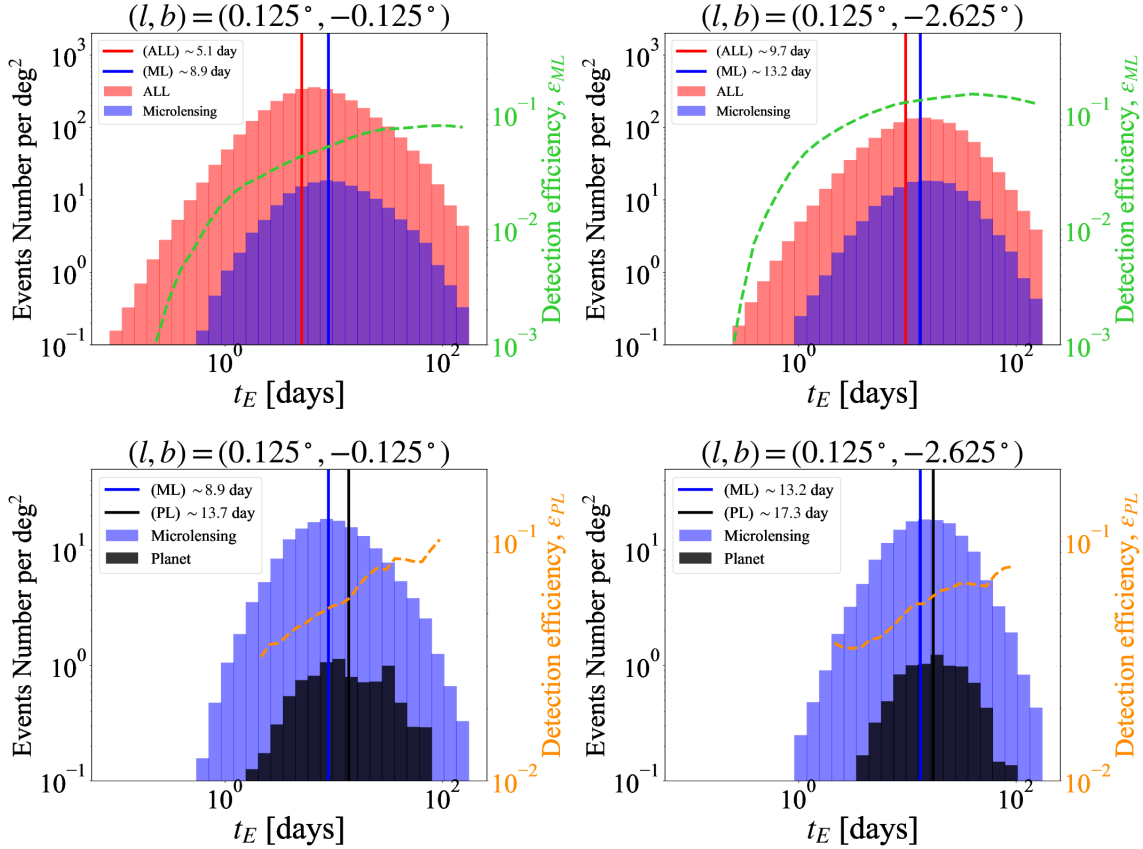 (l, b) = (0.125°, −0.125°)
10³
10²
10¹
10⁰
10⁻¹
Events Number per deg²
(ALL) ~ 5.1 day
(ML) ~ 8.9 day
ALL
Microlensing
10⁻¹
10⁻²
10⁻³
Detection efficiency, ε_ML
10⁰
10²
t_E [days]
(l, b) = (0.125°, −2.625°)
10³
10²
10¹
10⁰
10⁻¹
Events Number per deg²
(ALL) ~ 9.7 day
(ML) ~ 13.2 day
ALL
Microlensing
10⁻¹
10⁻²
10⁻³
Detection efficiency, ε_ML
10⁰
10²
t_E [days]
(l, b) = (0.125°, −0.125°)
10¹
10⁰
10⁻¹
Events Number per deg²
(ML) ~ 8.9 day
(PL) ~ 13.7 day
Microlensing
Planet
10⁻¹
10⁻²
Detection efficiency, ε_PL
10⁰
10²
t_E [days]
(l, b) = (0.125°, −2.625°)
10¹
10⁰
10⁻¹
Events Number per deg²
(ML) ~ 13.2 day
(PL) ~ 17.3 day
Microlensing
Planet
10⁻¹
10⁻²
Detection efficiency, ε_PL
10⁰
10²
t_E [days]